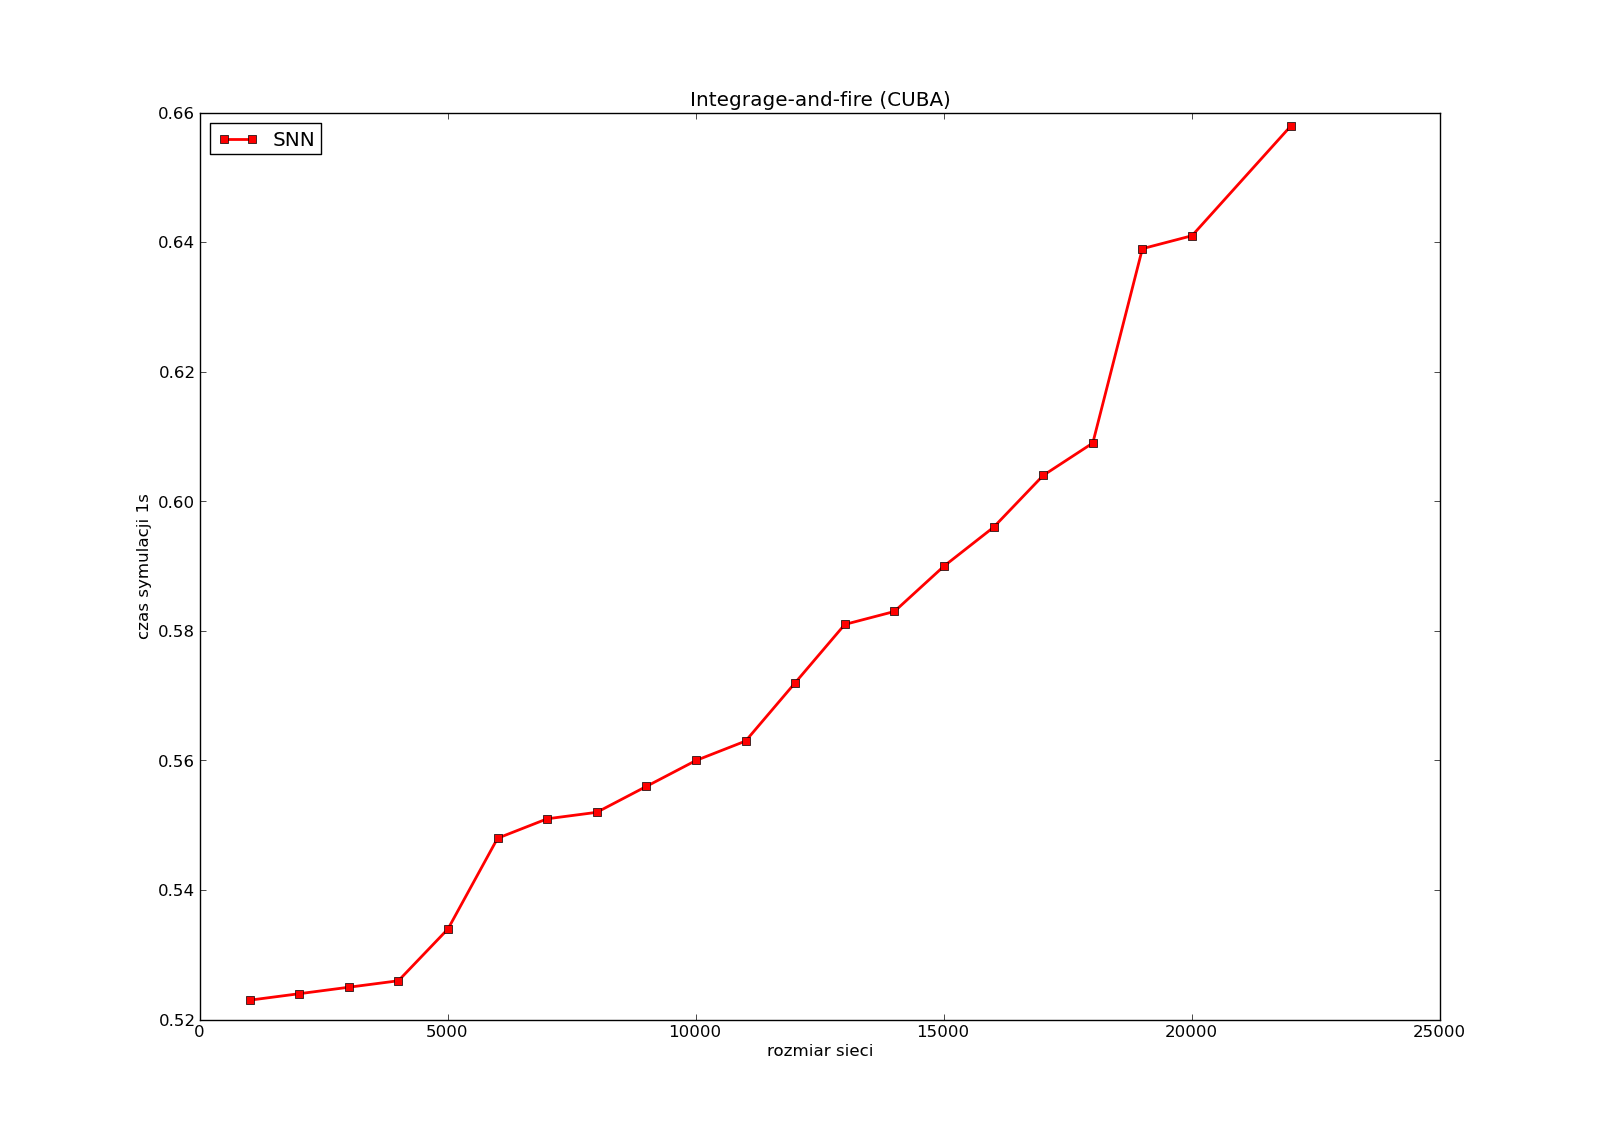 Integrage-and-fire (CUBA)
SNN
0.66
0.64
0.62
0.60
0.58
0.56
0.54
0.52
czas symulacji 1s
0 5000 10000 15000 20000 25000
rozmiar sieci